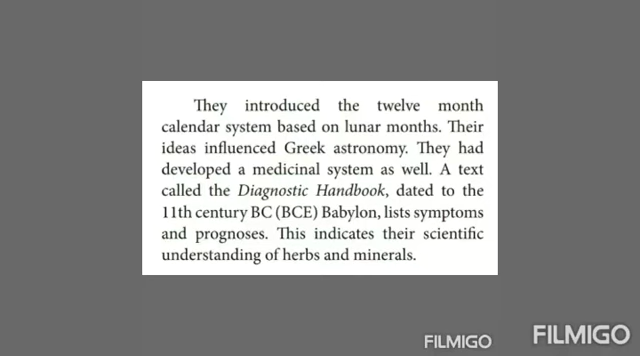 They introduced the twelve month
calendar system based on lunar months. Their
ideas influenced Greek astronomy. They had
developed a medicinal system as well. A text
called the Diagnostic Handbook, dated to the
11th century BC (BCE) Babylon, lists symptoms
and prognoses. This indicates their scientific
understanding of herbs and minerals.
FILMIGO
FILMIGO